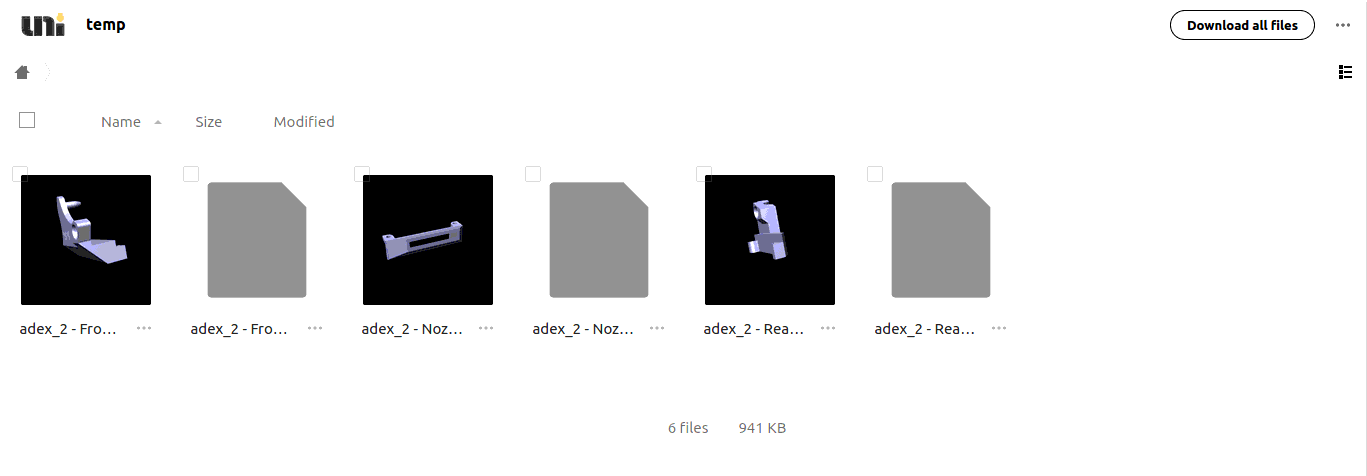 uni temp Download all files
Name Size Modified
adex_2 - Fro... adex_2 - Fro... adex_2 - Noz... adex_2 - Noz... adex_2 - Rea... adex_2 - Rea...
6 files 941 KB